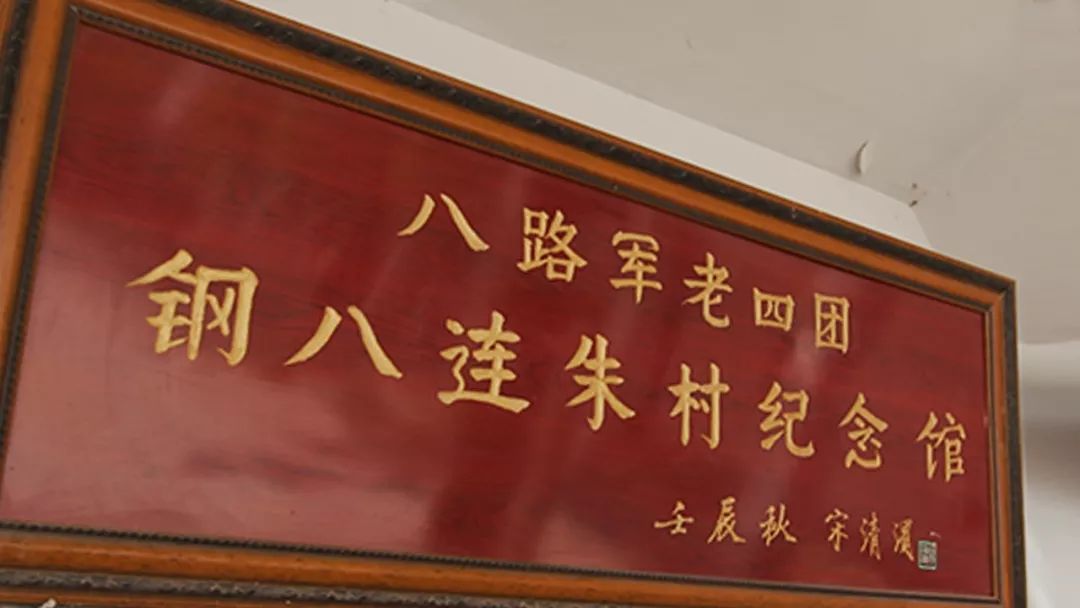 八路军老四团
钢八连朱村纪念馆
壬辰秋 宋清渭